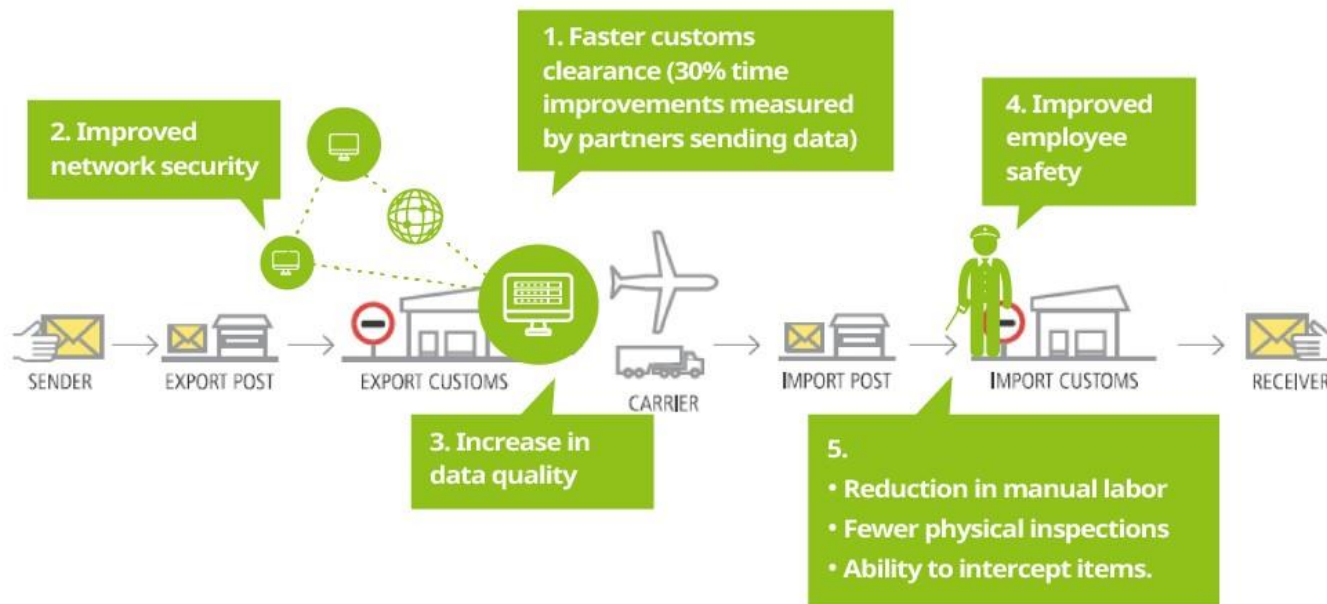 1. Faster customs
clearance (30% time
improvements measured
by partners sending data)
2. Improved
network security
4. Improved
employee
safety
SENDER
EXPORT POST
EXPORT CUSTOMS
CARRIER
IMPORT POST
IMPORT CUSTOMS
RECEIVER
3. Increase in
data quality
5.
• Reduction in manual labor
• Fewer physical inspections
• Ability to intercept items.